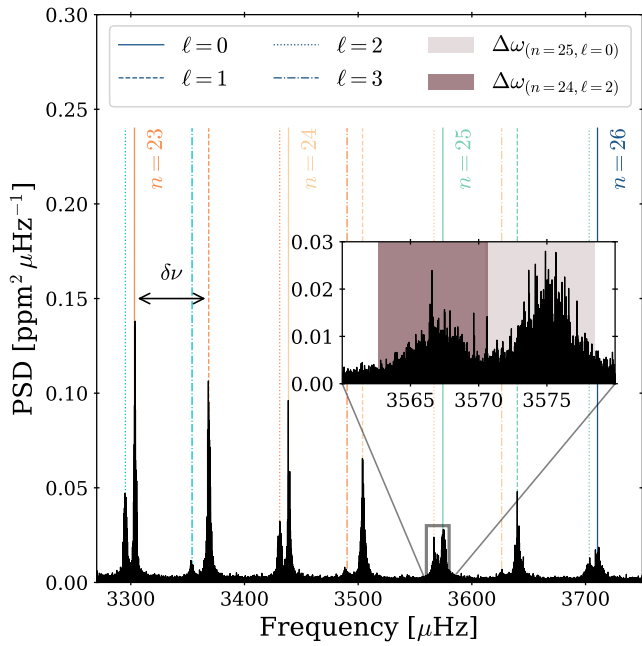 ℓ = 0
ℓ = 2
Δω(n=25, ℓ=0)
ℓ = 1
ℓ = 3
Δω(n=24, ℓ=2)
0.30
0.25
0.20
0.15
0.10
0.05
0.00
PSD [ppm² μHz⁻¹]
n = 23
n = 24
n = 25
n = 26
δν
0.03
0.02
0.01
0.00
3565
3570
3575
3300
3400
3500
3600
3700
Frequency [μHz]